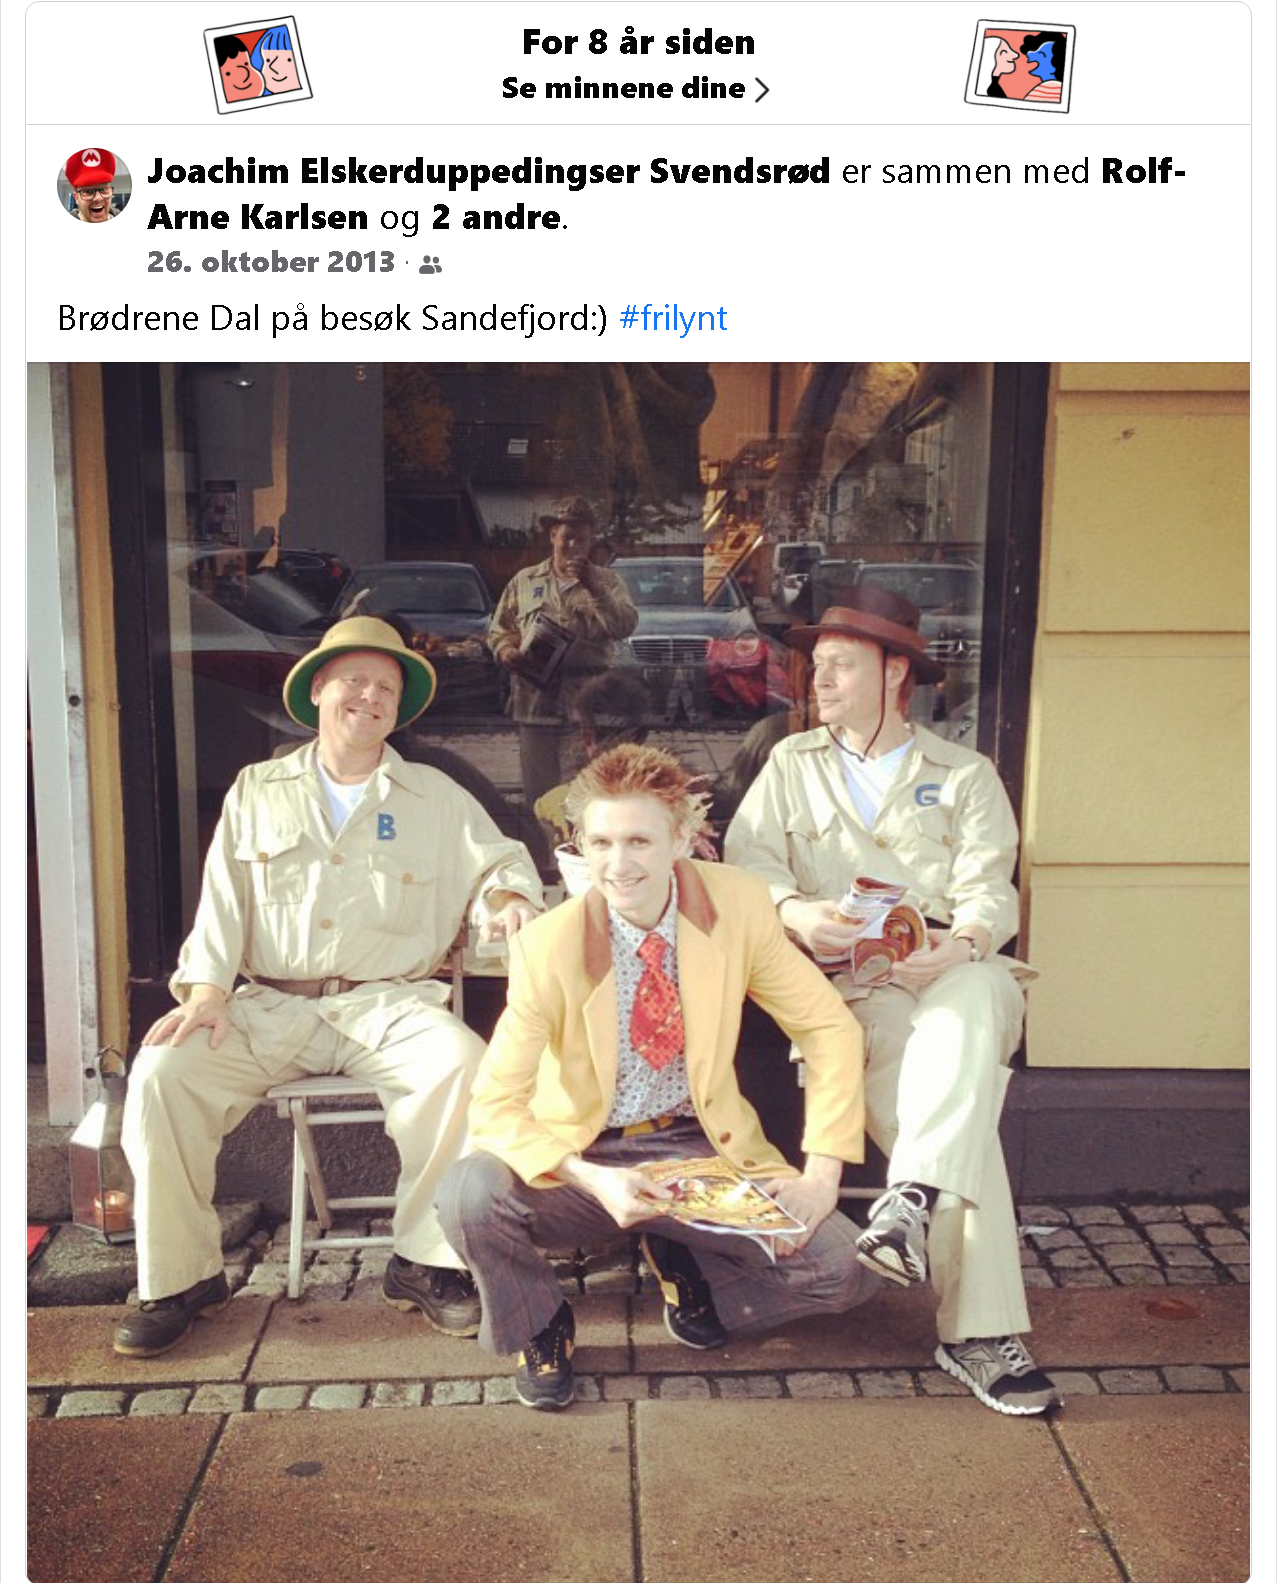 For 8 år siden
Se minnene dine
Joachim Elskerduppedingser Svendsrød er sammen med Rolf-
Arne Karlsen og 2 andre.
26. oktober 2013 ·
Brødrene Dal på besøk Sandefjord:) #frilynt
B
G